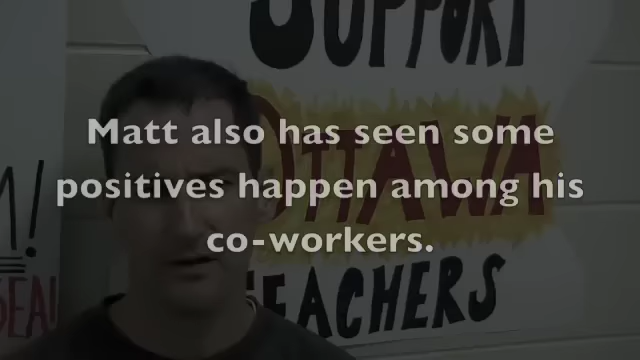 SUPPORT
Matt also has seen some
positives happen among his
co-workers.
OTTAWA
TEACHERS